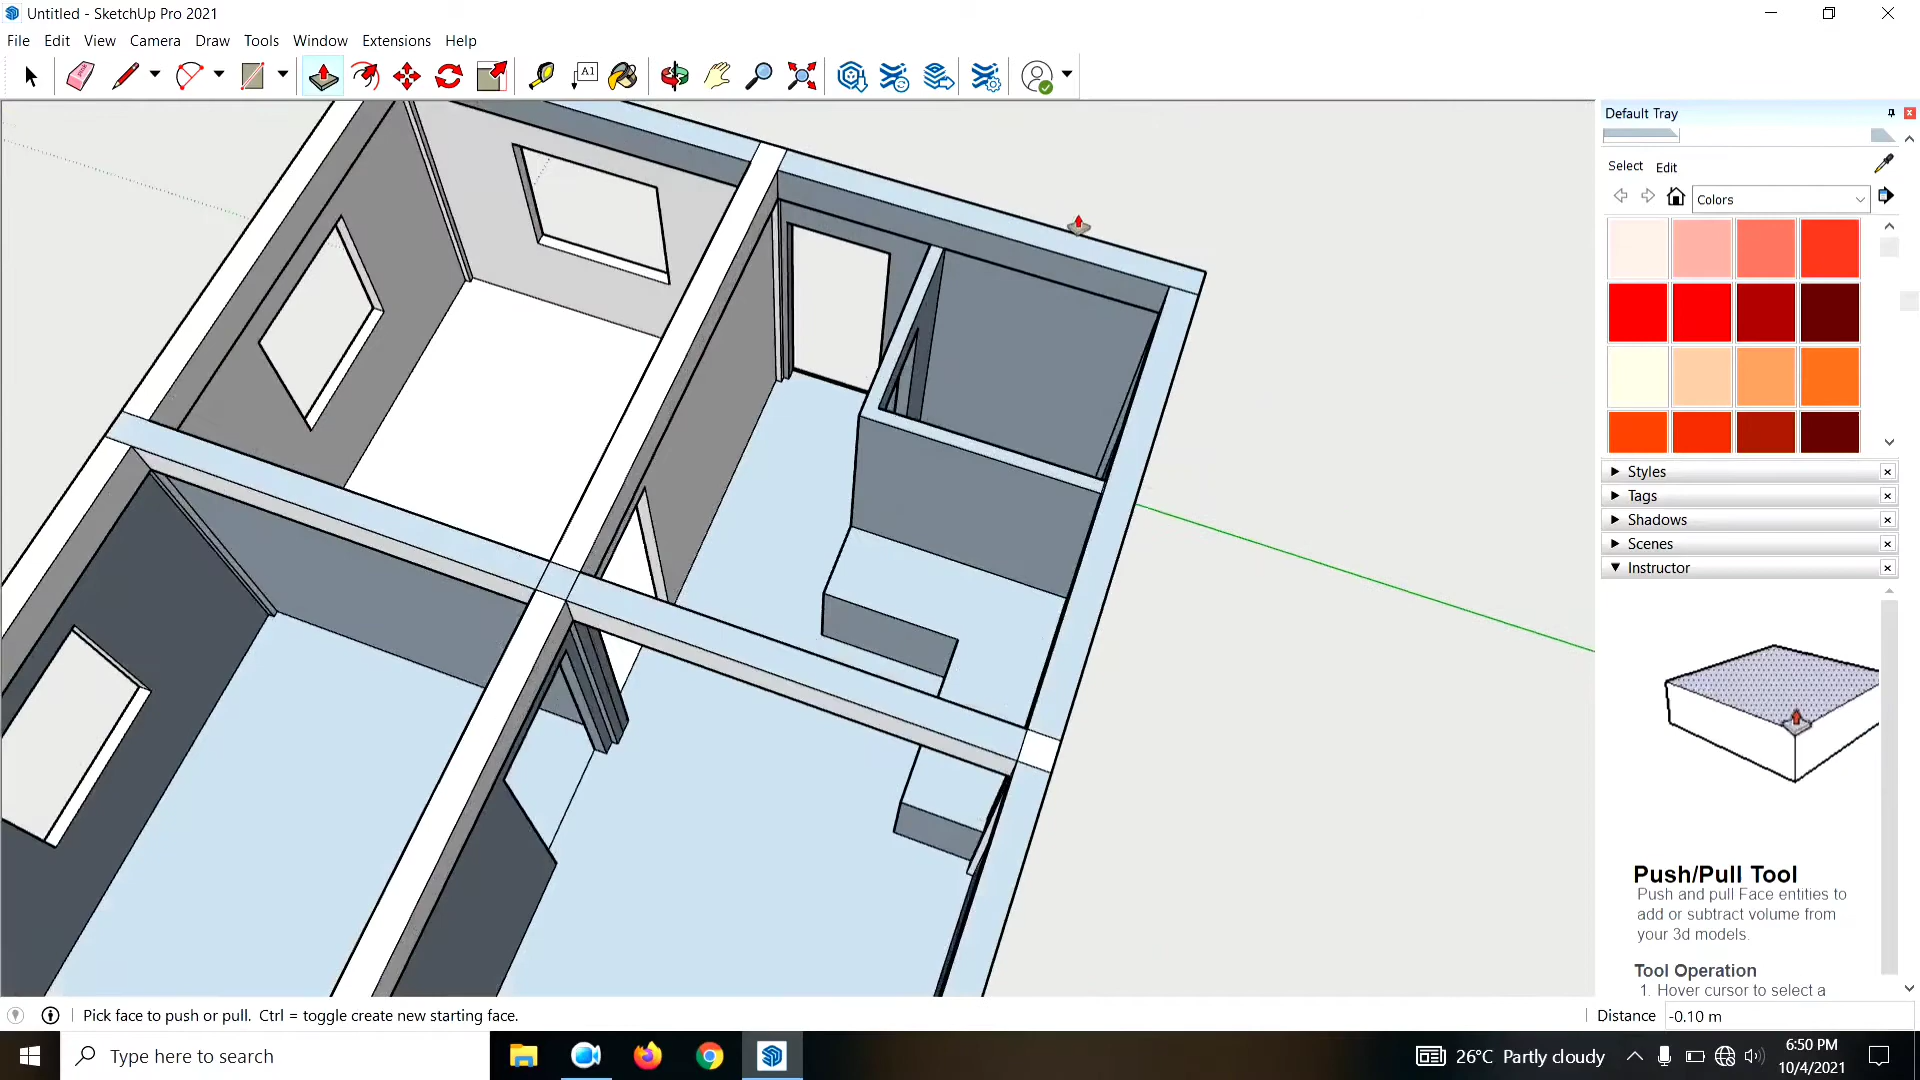 Untitled - SketchUp Pro 2021
File Edit View Camera Draw Tools Window Extensions Help
A1
Default Tray
Select Edit
Colors
Styles
Tags
Shadows
Scenes
Instructor
Push/Pull Tool
Push and pull Face entities to
add or subtract volume from
your 3d models.
Tool Operation
1. Hover cursor to select a
Pick face to push or pull. Ctrl = toggle create new starting face.
Distance -0.10 m
Type here to search
26°C Partly cloudy
6:50 PM
10/4/2021